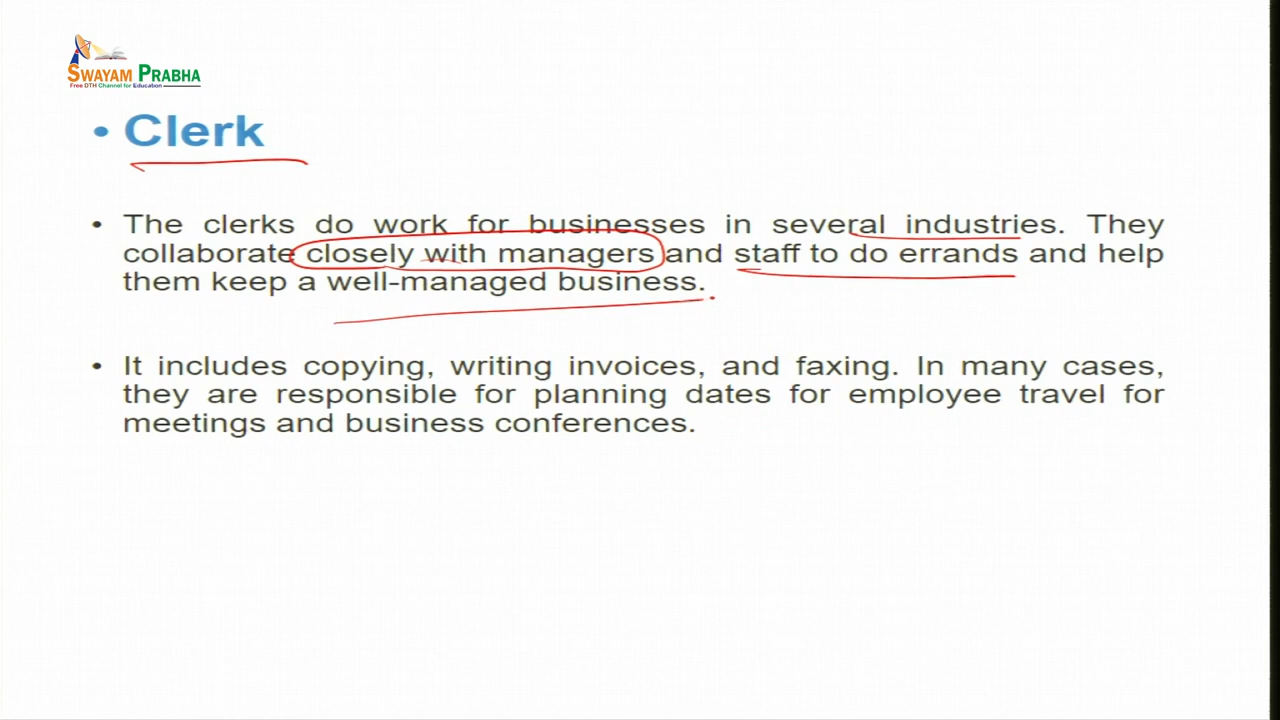 SWAYAM PRABHA
Free DTH Channel for Education
• Clerk
• The clerks do work for businesses in several industries. They
collaborate closely with managers and staff to do errands and help
them keep a well-managed business.
• It includes copying, writing invoices, and faxing. In many cases,
they are responsible for planning dates for employee travel for
meetings and business conferences.